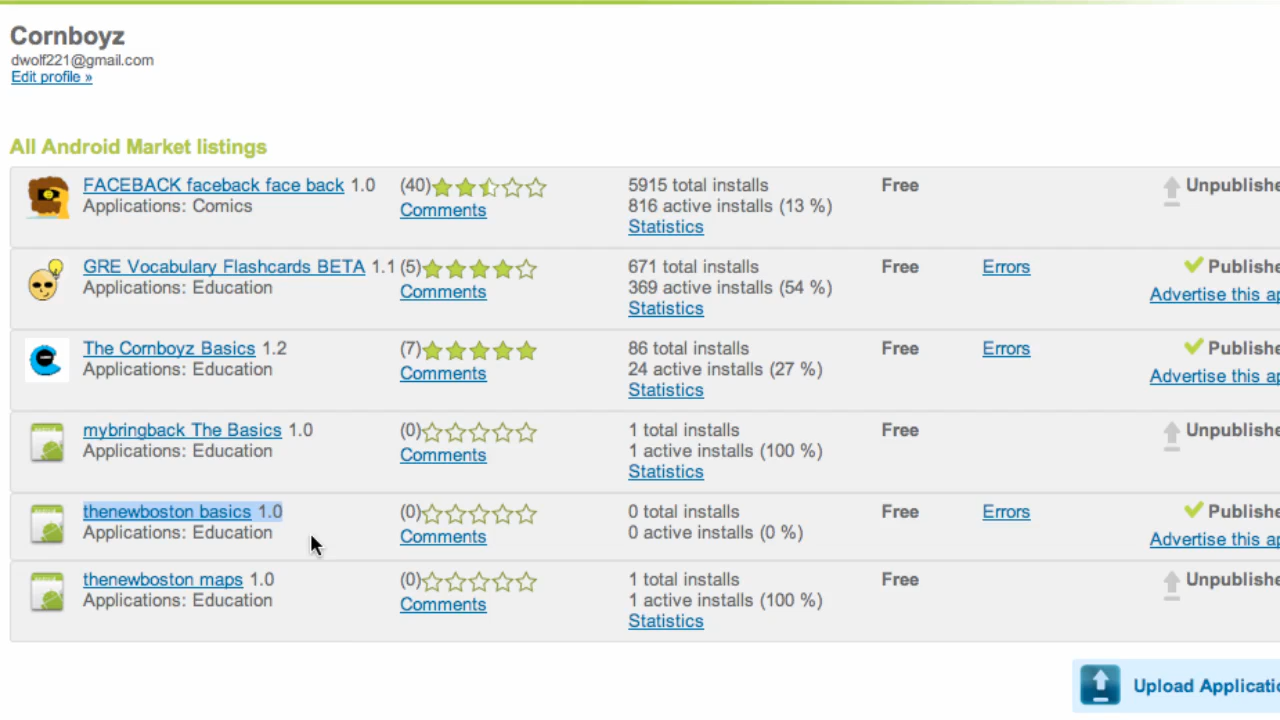 Cornboyz
dwolf221@gmail.com
Edit profile »
All Android Market listings
FACEBACK faceback face back 1.0 (40) 5915 total installs Free Unpublishe
Applications: Comics Comments 816 active installs (13 %)
Statistics
GRE Vocabulary Flashcards BETA 1.1 (5) 671 total installs Free Errors Publishe
Applications: Education Comments 369 active installs (54 %) Advertise this ap
Statistics
The Cornboyz Basics 1.2 (7) 86 total installs Free Errors Publishe
Applications: Education Comments 24 active installs (27 %) Advertise this ap
Statistics
mybringback The Basics 1.0 (0) 1 total installs Free Unpublishe
Applications: Education Comments 1 active installs (100 %)
Statistics
thenewboston basics 1.0 (0) 0 total installs Free Errors Publishe
Applications: Education Comments 0 active installs (0 %) Advertise this ap
thenewboston maps 1.0 (0) 1 total installs Free Unpublishe
Applications: Education Comments 1 active installs (100 %)
Statistics
Upload Applicatio